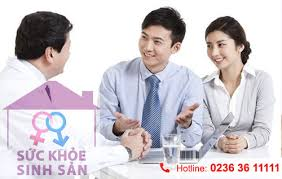 SỨC KHỎE
SINH SẢN
Hotline: 0236 36 11111